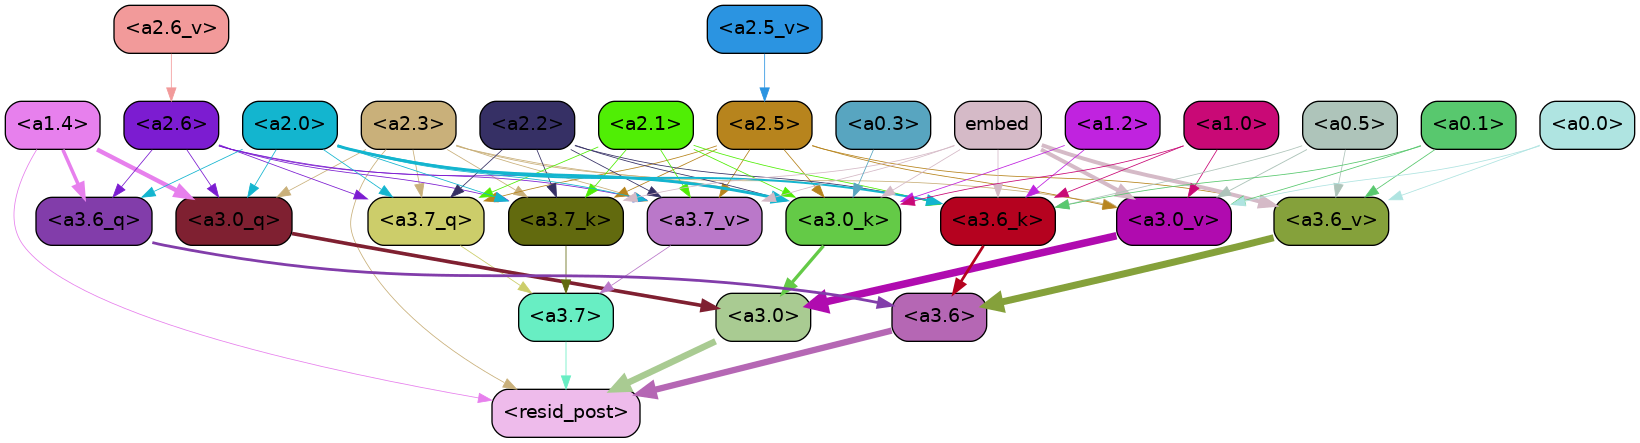 <a2.6_v> <a2.5_v>
<a1.4> <a2.6> <a2.0> <a2.3> <a2.2> <a2.1> <a2.5> <a0.3> embed <a1.2> <a1.0> <a0.5> <a0.1> <a0.0>
<a3.6_q> <a3.0_q> <a3.7_q> <a3.7_k> <a3.7_v> <a3.0_k> <a3.6_k> <a3.0_v> <a3.6_v>
<a3.7> <a3.0> <a3.6>
<resid_post>